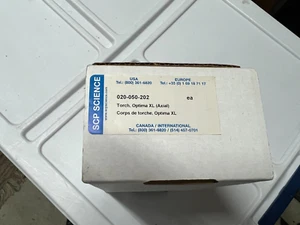 SCP SCIENCE
USA
Tel.: (800) 361-6820
EUROPE
020-050-202
ea
Torch, Optima XL (Axial)
Corps de torche, Optima XL
CANADA / INTERNATIONAL
Tel.: (800) 361-6820 / (514) 457-0701